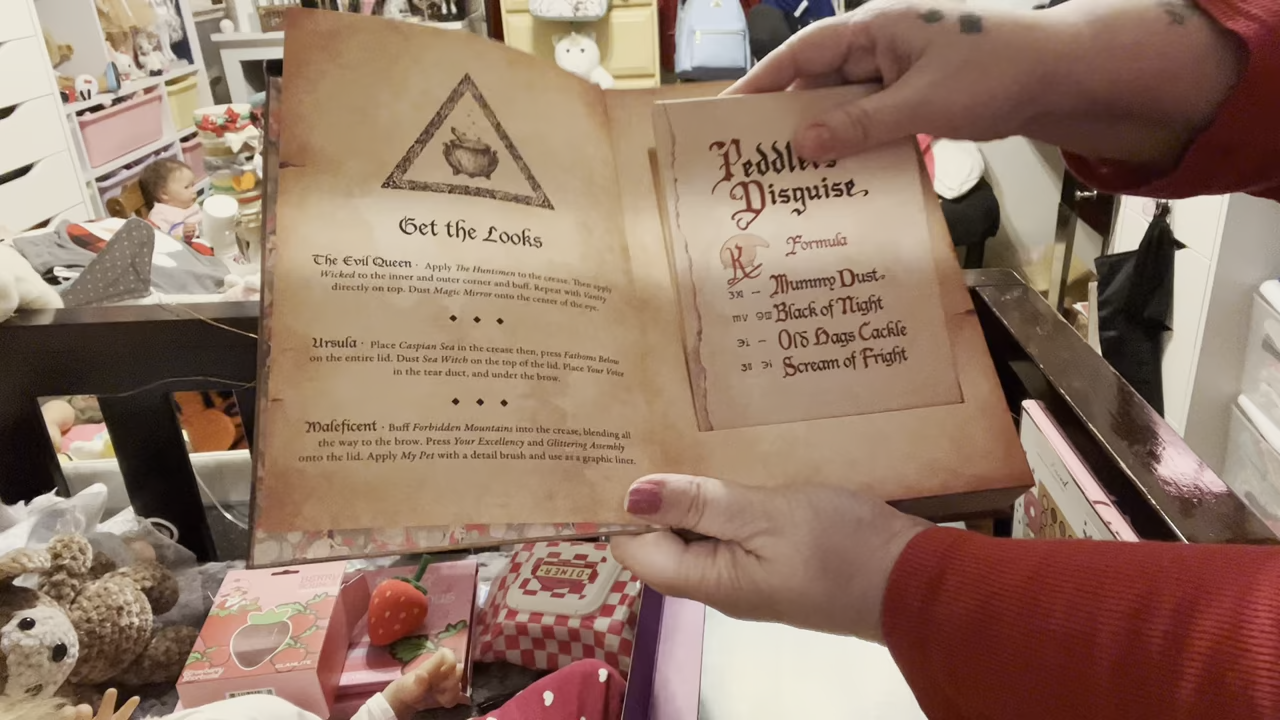 Get the Looks
The Evil Queen · Apply The Huntsmen to the crease. Then apply
Wicked to the inner and outer corner and buff. Repeat with Vanity
directly on top. Dust Magic Mirror onto the center of the eye.
Ursula · Place Caspian Sea in the crease then, press Fathoms Below
on the entire lid. Dust Sea Witch on the top of the lid. Place Your Voice
in the tear duct, and under the brow.
Maleficent · Buff Forbidden Mountains into the crease, blending all
the way to the brow. Press Your Excellency and Glittering Assembly
onto the lid. Apply My Pet with a detail brush and use as a graphic liner.
Peddlers
Disguise
Formula
Mummy Dust
Black of Night
Old Hags Cackle
Scream of Fright
DINER
GLAMLITE